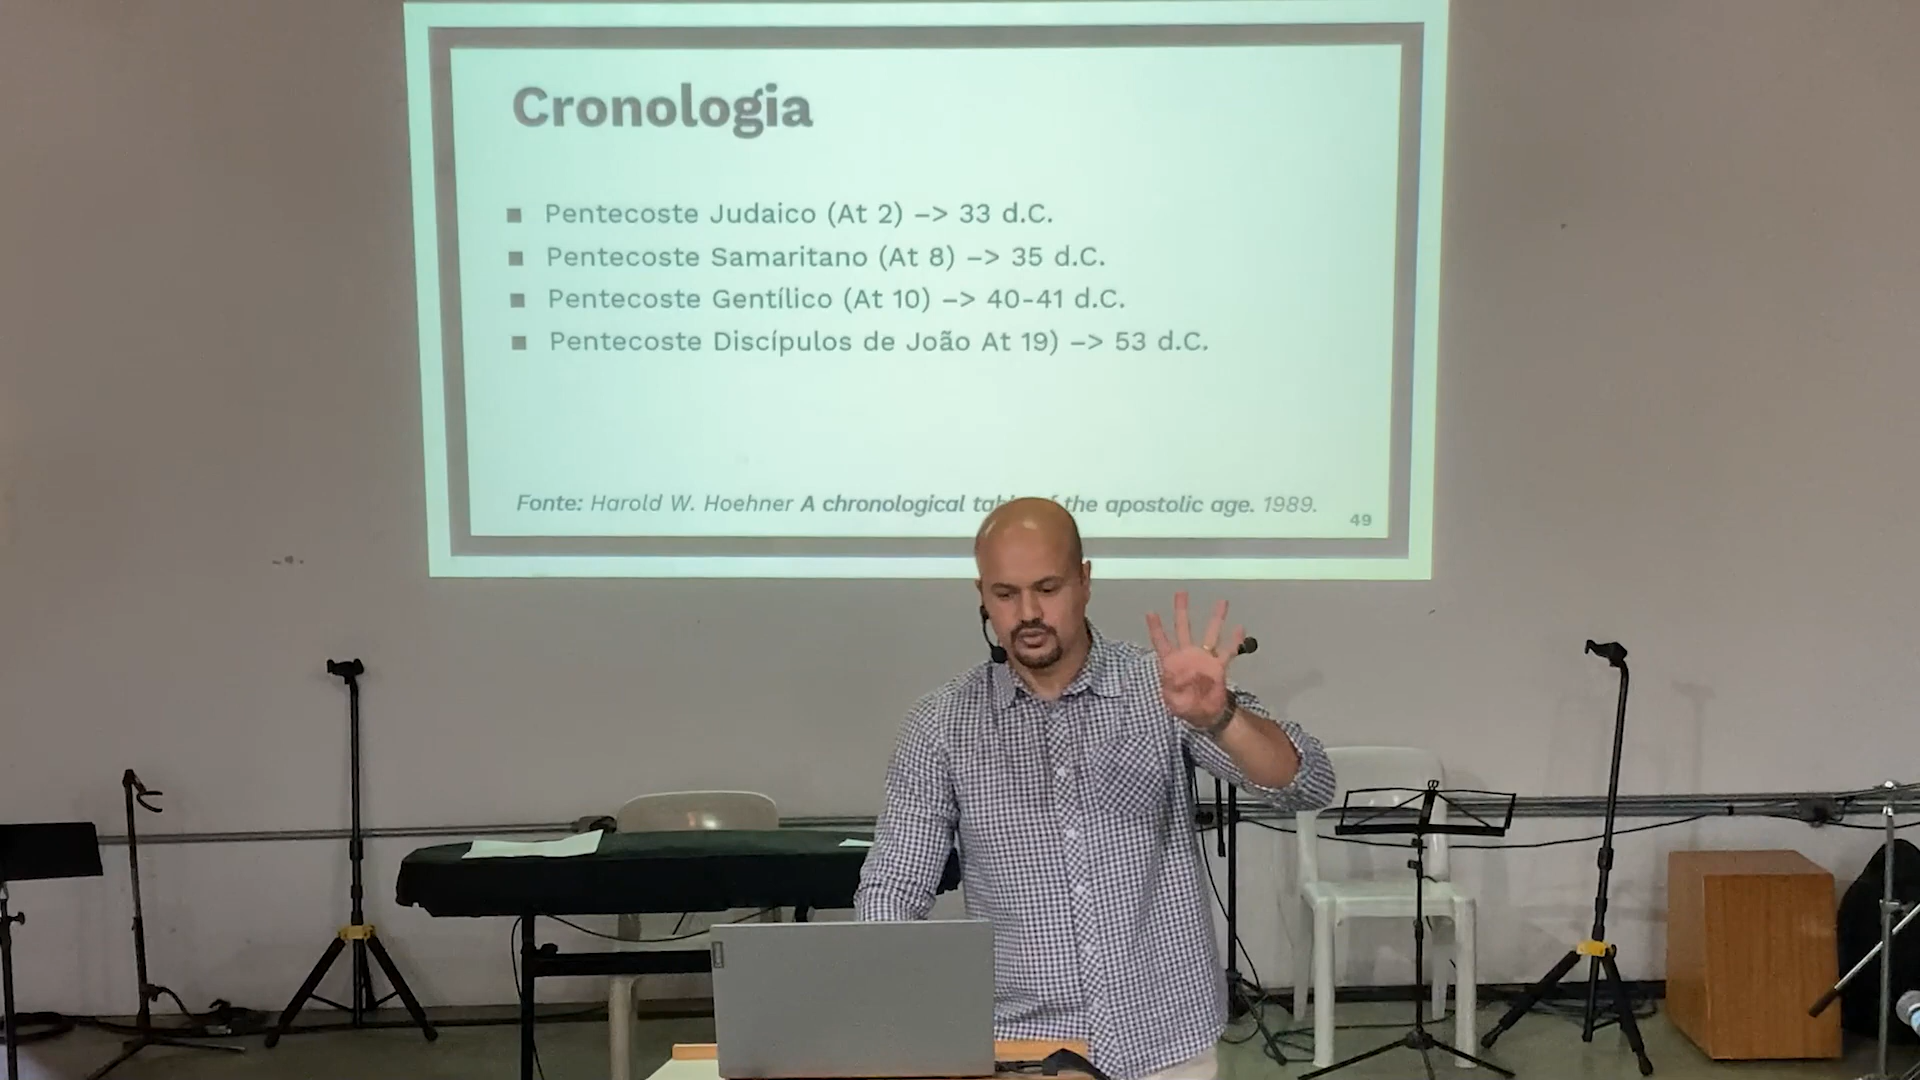 Cronologia
Pentecoste Judaico (At 2) –> 33 d.C.
Pentecoste Samaritano (At 8) –> 35 d.C.
Pentecoste Gentílico (At 10) –> 40-41 d.C.
Pentecoste Discípulos de João At 19) –> 53 d.C.
Fonte: Harold W. Hoehner A chronological the apostolic age. 1989.
49